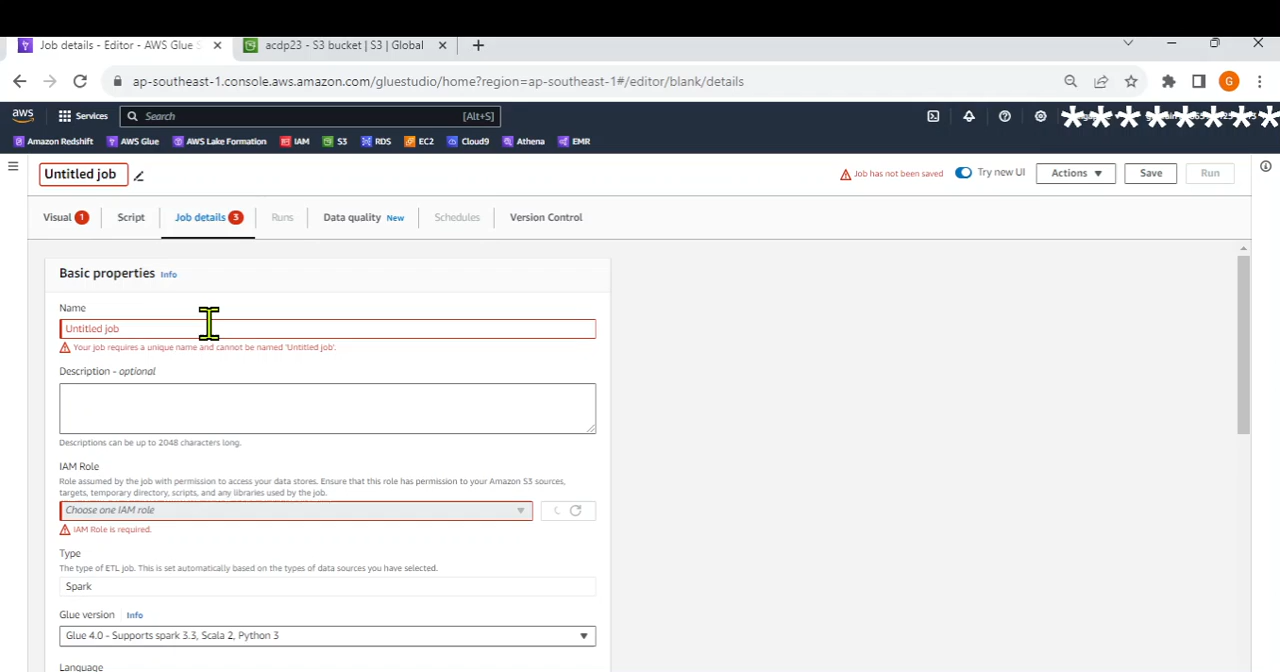 Job details - Editor - AWS Glue S
acdp23 - S3 bucket | S3 | Global
ap-southeast-1.console.aws.amazon.com/gluestudio/home?region=ap-southeast-1#/editor/blank/details
G
aws
Services
Search
[Alt+S]
Amazon Redshift
AWS Glue
AWS Lake Formation
IAM
S3
RDS
EC2
Cloud9
Athena
EMR
Untitled job
Job has not been saved
Try new UI
Actions
Save
Run
Visual 1
Script
Job details 3
Runs
Data quality New
Schedules
Version Control
Basic properties Info
Name
Untitled job
Your job requires a unique name and cannot be named 'Untitled job'.
Description - optional
Descriptions can be up to 2048 characters long.
IAM Role
Role assumed by the job with permission to access your data stores. Ensure that this role has permission to your Amazon S3 sources,
targets, temporary directory, scripts, and any libraries used by the job.
Choose one IAM role
IAM Role is required.
Type
The type of ETL job. This is set automatically based on the types of data sources you have selected.
Spark
Glue version Info
Glue 4.0 - Supports spark 3.3, Scala 2, Python 3
Language